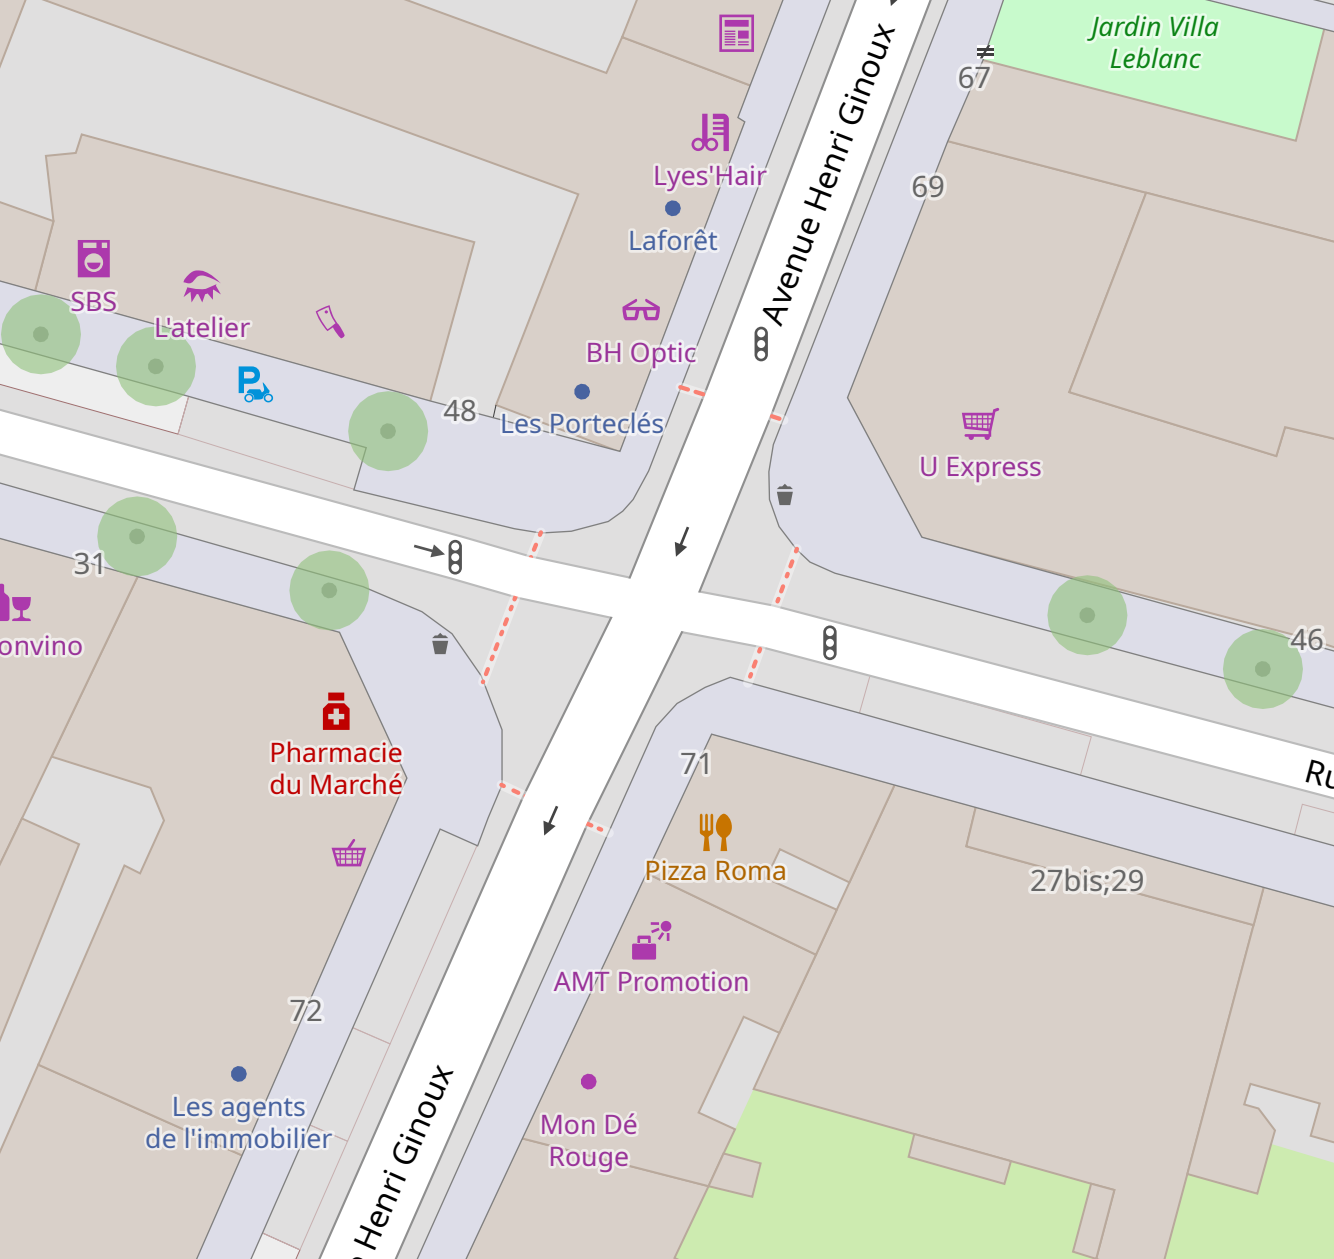 Jardin Villa
Leblanc
67
Avenue Henri Ginoux
Lyes'Hair
69
Laforêt
SBS
L'atelier
BH Optic
48
Les Porteclés
U Express
31
46
onvino
Pharmacie
du Marché
71
Ru
Pizza Roma
27bis;29
AMT Promotion
72
Henri Ginoux
Les agents
de l'immobilier
Mon Dé
Rouge